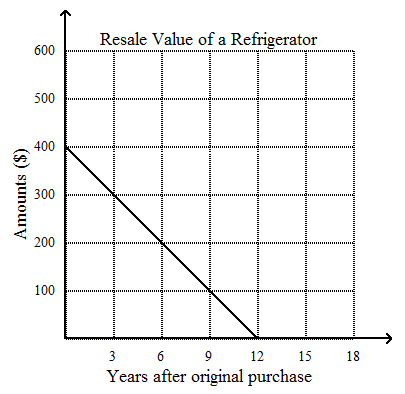 Resale Value of a Refrigerator
600
500
400
300
200
100
Amounts ($)
3 6 9 12 15 18
Years after original purchase